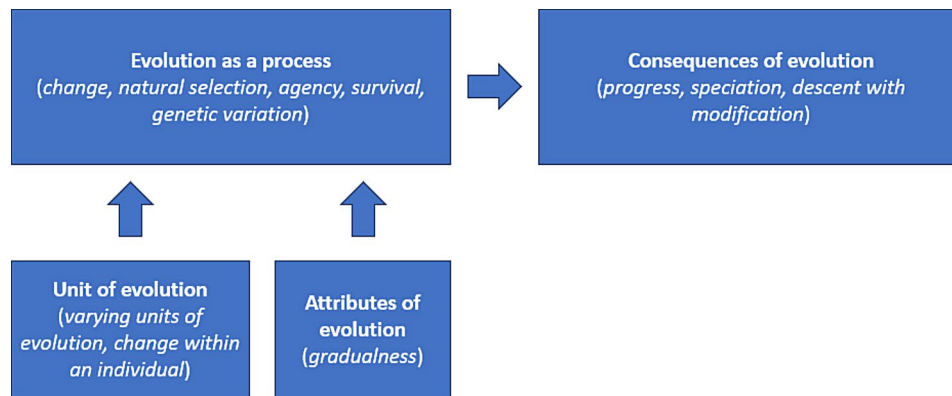 Evolution as a process
(change, natural selection, agency, survival,
genetic variation)
Consequences of evolution
(progress, speciation, descent with
modification)
Unit of evolution
(varying units of
evolution, change within
an individual)
Attributes of
evolution
(gradualness)